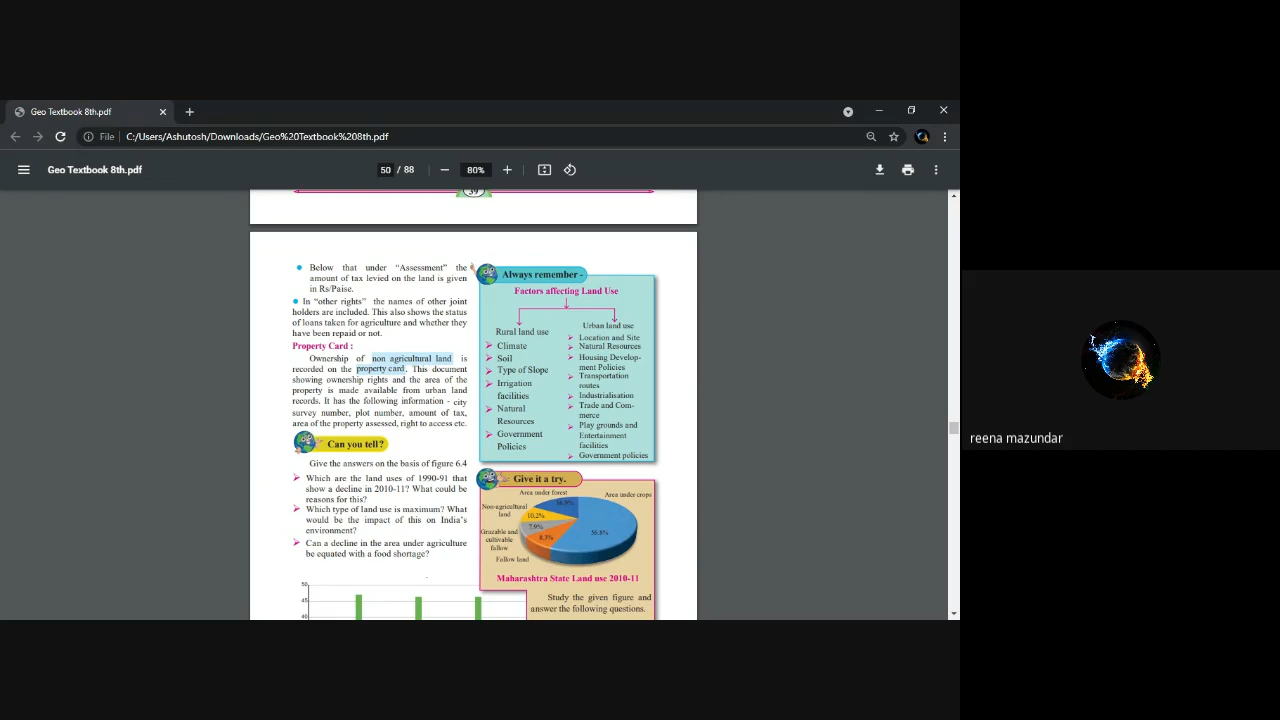 Geo Textbook 8th.pdf
File
C:/Users/Ashutosh/Downloads/Geo%20Textbook%208th.pdf
Geo Textbook 8th.pdf
50 / 88
80%
39
Below that under “Assessment” the
amount of tax levied on the land is given
in Rs/Paise.
In “other rights” the names of other joint
holders are included. This also shows the status
of loans taken for agriculture and whether they
have been repaid or not.
Property Card :
Ownership of non agricultural land is
recorded on the property card. This document
showing ownership rights and the area of the
property is made available from urban land
records. It has the following information - city
survey number, plot number, amount of tax,
area of the property assessed, right to access etc.
Can you tell?
Give the answers on the basis of figure 6.4
Which are the land uses of 1990-91 that
show a decline in 2010-11? What could be
reasons for this?
Which type of land use is maximum? What
would be the impact of this on India’s
environment?
Can a decline in the area under agriculture
be equated with a food shortage?
50
45
40
Always remember -
Factors affecting Land Use
Rural land use
Climate
Soil
Type of Slope
Irrigation
facilities
Natural
Resources
Government
Policies
Urban land use
Location and Site
Natural Resources
Housing Develop-
ment Policies
Transportation
routes
Industrialisation
Trade and Com-
merce
Play grounds and
Entertainment
facilities
Government policies
Give it a try.
Area under forest
Area under crops
Non-agricultural
land
10.2%
7.9%
8.3%
56.8%
Grazable and
cultivable
fallow
Fallow land
Maharashtra State Land use 2010-11
Study the given figure and
answer the following questions.
reena mazundar